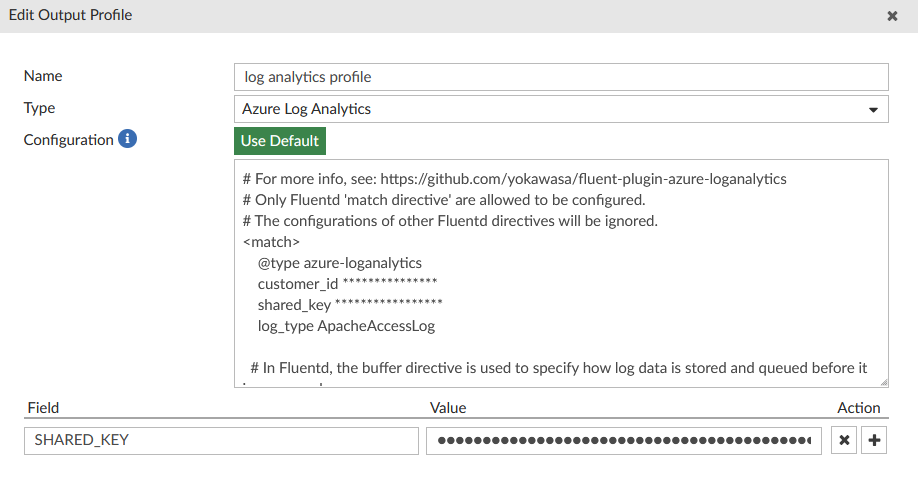 Edit Output Profile
Name
log analytics profile
Type
Azure Log Analytics
Configuration
Use Default
# For more info, see: https://github.com/yokawasa/fluent-plugin-azure-loganalytics
# Only Fluentd 'match directive' are allowed to be configured.
# The configurations of other Fluentd directives will be ignored.
<match>
@type azure-loganalytics
customer_id ***************
shared_key *****************
log_type ApacheAccessLog
# In Fluentd, the buffer directive is used to specify how log data is stored and queued before it
Field Value Action
SHARED_KEY ••••••••••••••••••••••••••••••••••••••••••